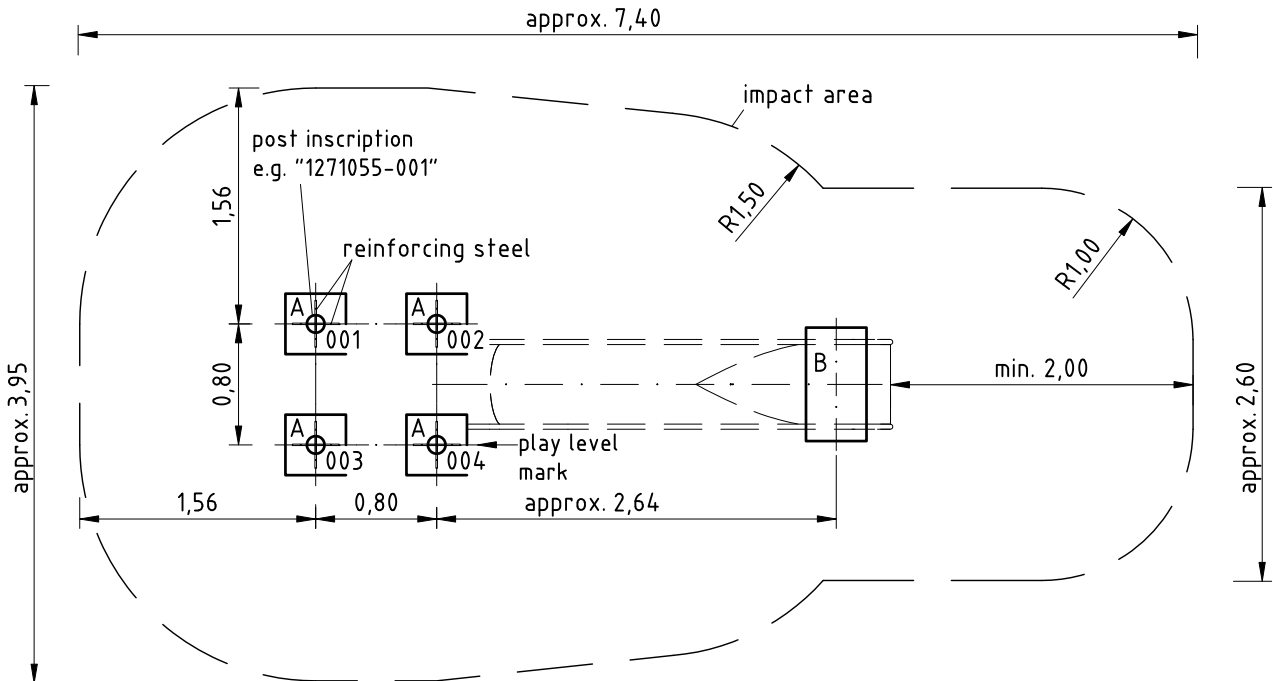 approx. 7,40
impact area
post inscription
e.g. "1271055-001"
1,56
R1,50
R1,00
reinforcing steel
A
A
001
002
B
0,80
min. 2,00
approx. 3,95
approx. 2,60
A
A
003
004
play level
mark
1,56
0,80
approx. 2,64